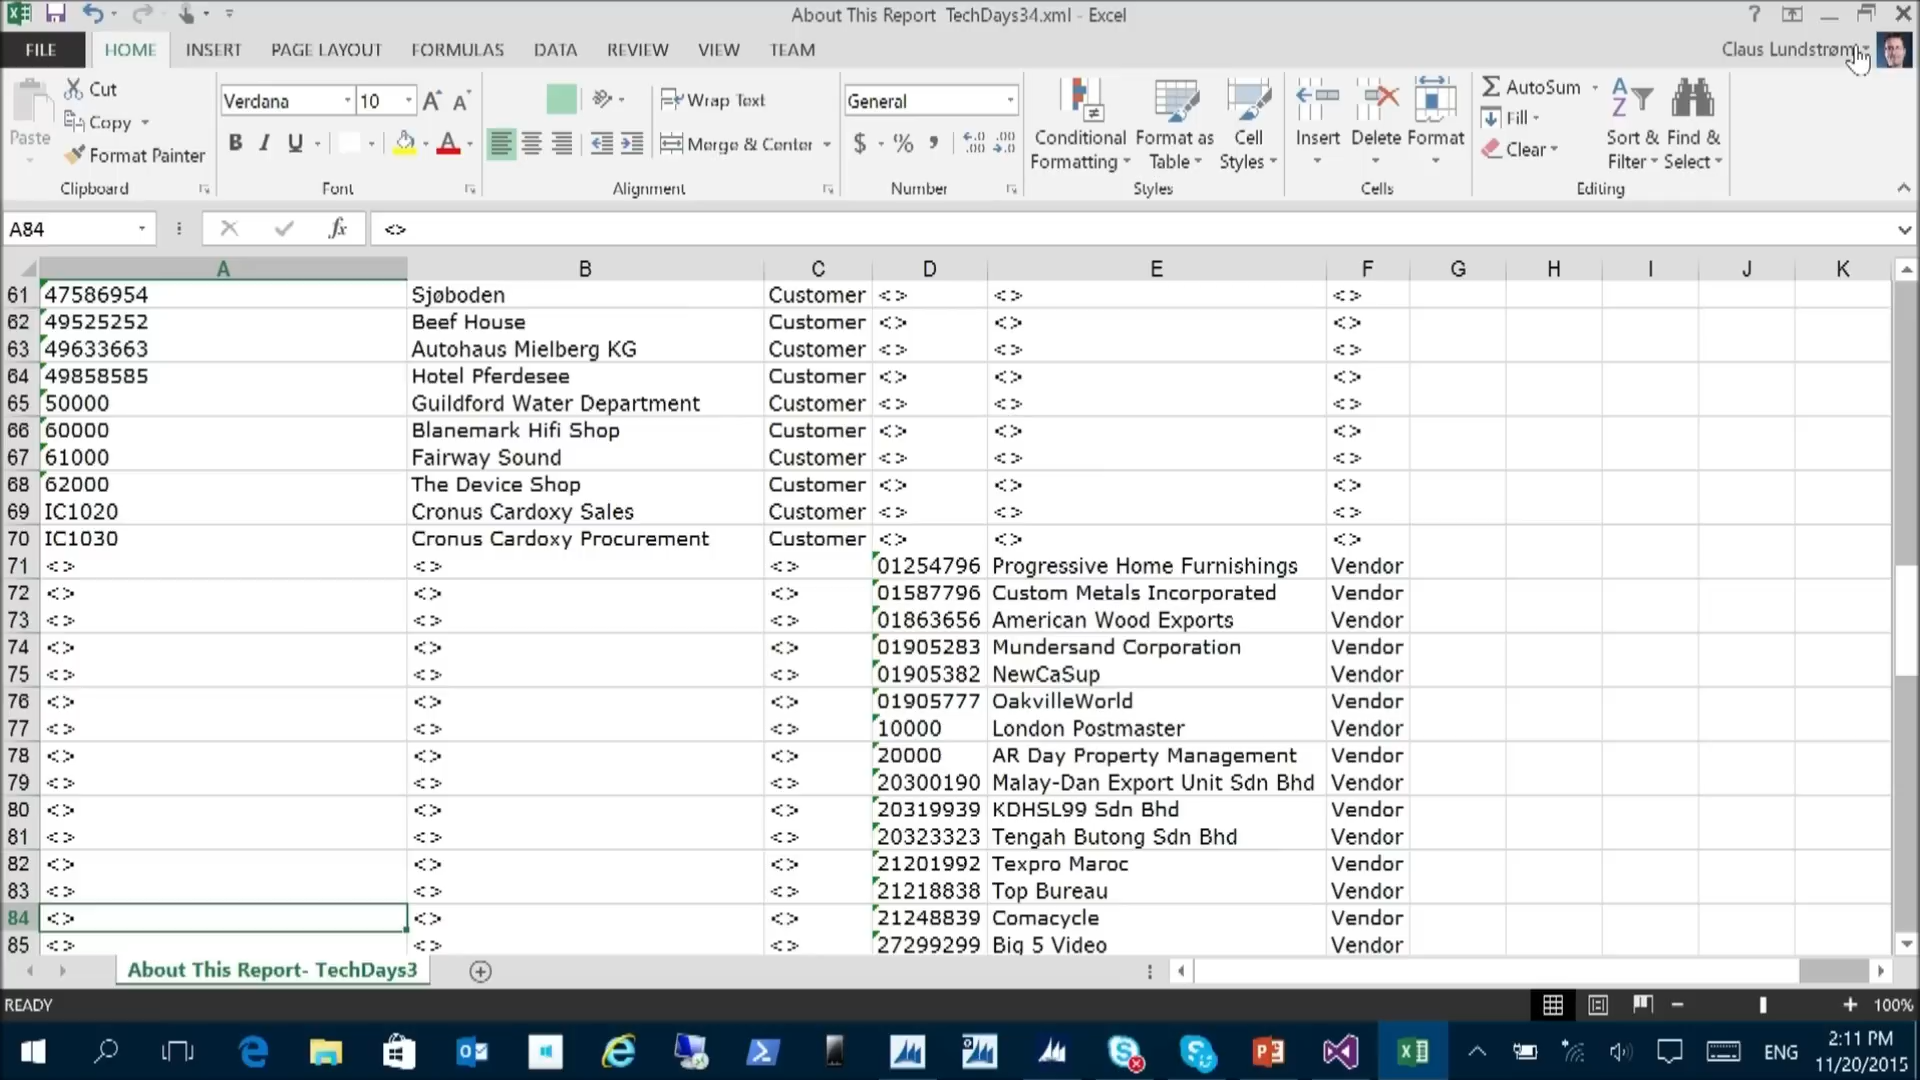 About This Report TechDays34.xml - Excel
?
FILE HOME INSERT PAGE LAYOUT FORMULAS DATA REVIEW VIEW TEAM
Claus Lundstrøm
Paste
Cut
Copy
Format Painter
Clipboard
Verdana 10
B I U
Font
Wrap Text
Merge & Center
Alignment
General
$ % ,
Number
Conditional Formatting
Format as Table
Cell Styles
Styles
Insert
Delete
Format
Cells
AutoSum
Fill
Clear
Sort & Filter
Find & Select
Editing
A84 fx <>
A B C D E F G H I J K
61 47586954 Sjøboden Customer <> <> <>
62 49525252 Beef House Customer <> <> <>
63 49633663 Autohaus Mielberg KG Customer <> <> <>
64 49858585 Hotel Pferdesee Customer <> <> <>
65 50000 Guildford Water Department Customer <> <> <>
66 60000 Blanemark Hifi Shop Customer <> <> <>
67 61000 Fairway Sound Customer <> <> <>
68 62000 The Device Shop Customer <> <> <>
69 IC1020 Cronus Cardoxy Sales Customer <> <> <>
70 IC1030 Cronus Cardoxy Procurement Customer <> <> <>
71 <> <> <> 01254796 Progressive Home Furnishings Vendor
72 <> <> <> 01587796 Custom Metals Incorporated Vendor
73 <> <> <> 01863656 American Wood Exports Vendor
74 <> <> <> 01905283 Mundersand Corporation Vendor
75 <> <> <> 01905382 NewCaSup Vendor
76 <> <> <> 01905777 OakvilleWorld Vendor
77 <> <> <> 10000 London Postmaster Vendor
78 <> <> <> 20000 AR Day Property Management Vendor
79 <> <> <> 20300190 Malay-Dan Export Unit Sdn Bhd Vendor
80 <> <> <> 20319939 KDHSL99 Sdn Bhd Vendor
81 <> <> <> 20323323 Tengah Butong Sdn Bhd Vendor
82 <> <> <> 21201992 Texpro Maroc Vendor
83 <> <> <> 21218838 Top Bureau Vendor
84 <> <> <> 21248839 Comacycle Vendor
85 <> <> <> 27299299 Big 5 Video Vendor
About This Report- TechDays3
READY
100%
ENG
2:11 PM
11/20/2015